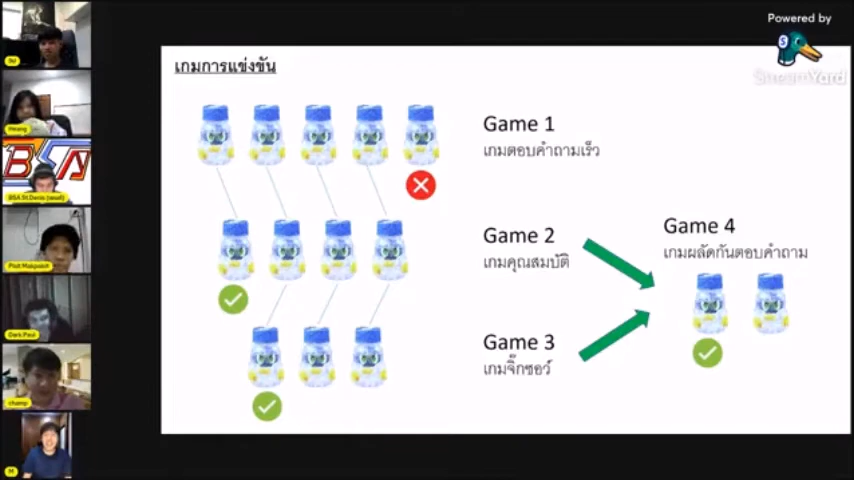 Powered by
StreamYard
เกมการแข่งขัน
Game 1
เกมตอบคำถามเร็ว
Game 2
เกมคุณสมบัติ
Game 3
เกมจิ๊กซอว์
Game 4
เกมผลัดกันตอบคำถาม
Hwang
BSA
BSA St.Denis (swail)
Dark Paul
champ
M